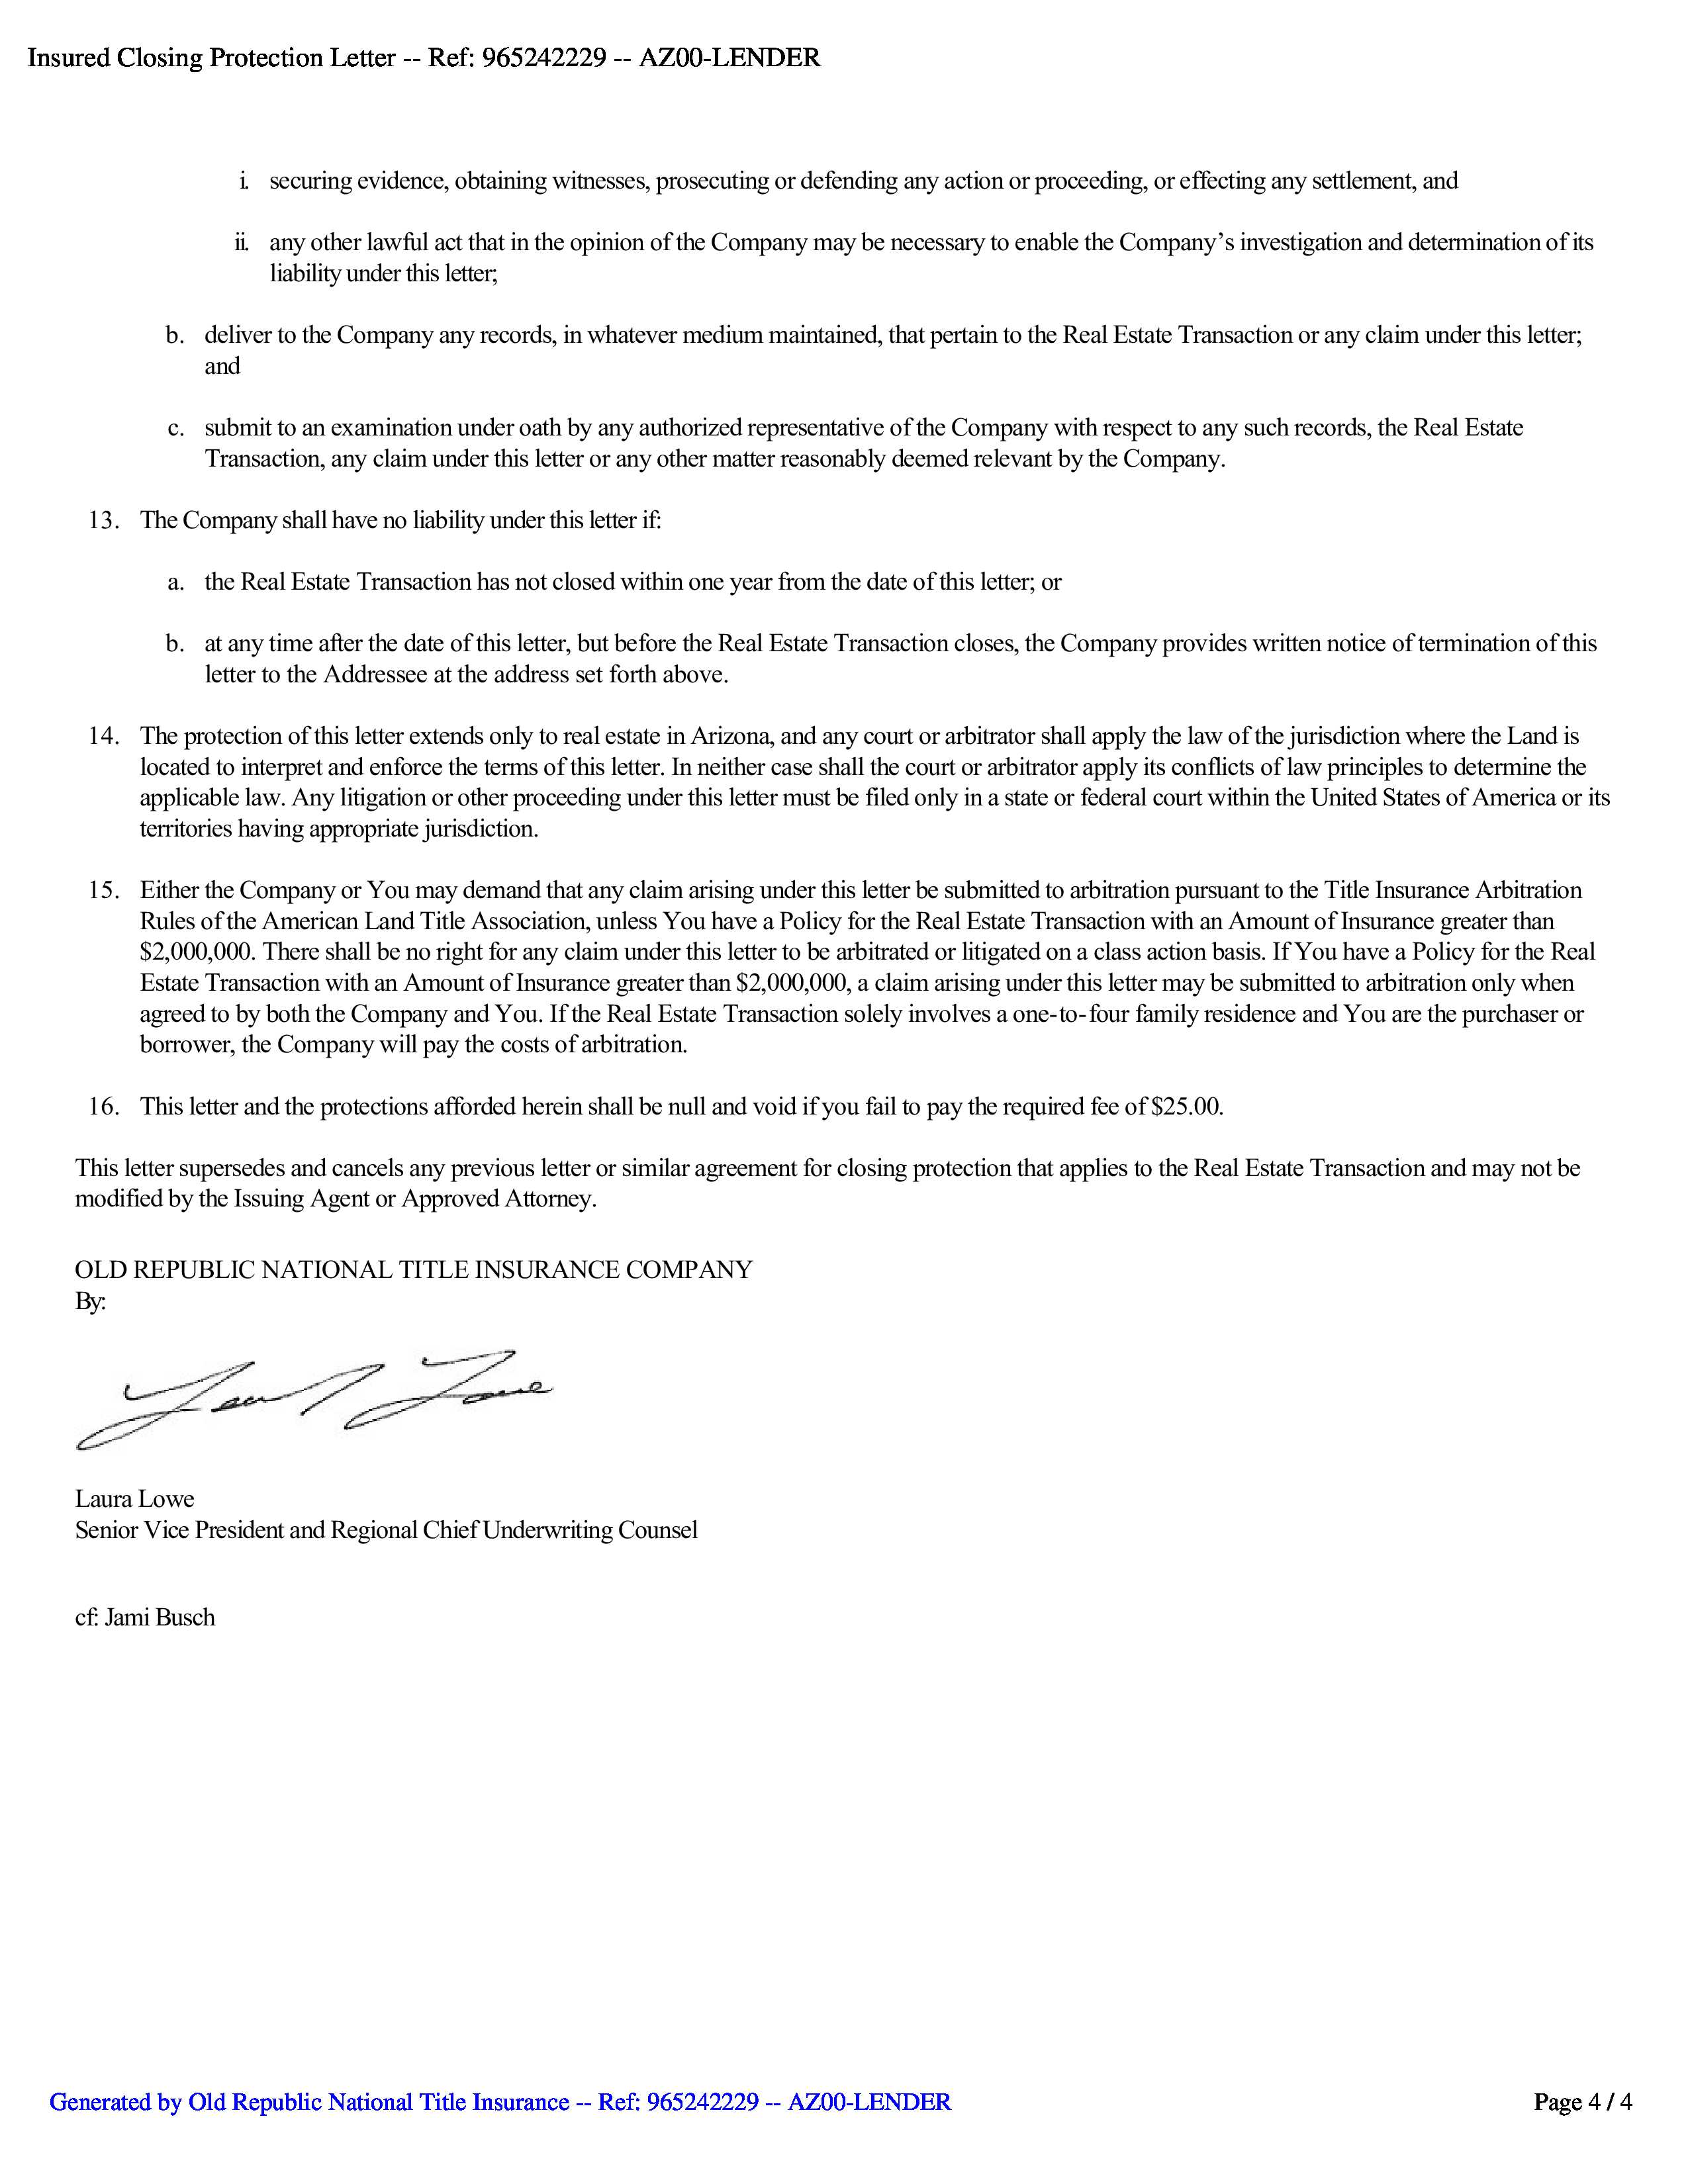 Insured Closing Protection Letter -- Ref: 965242229 -- AZ00-LENDER
i. securing evidence, obtaining witnesses, prosecuting or defending any action or proceeding, or effecting any settlement, and
ii. any other lawful act that in the opinion of the Company may be necessary to enable the Company’s investigation and determination of its
liability under this letter;
b. deliver to the Company any records, in whatever medium maintained, that pertain to the Real Estate Transaction or any claim under this letter;
and
c. submit to an examination under oath by any authorized representative of the Company with respect to any such records, the Real Estate
Transaction, any claim under this letter or any other matter reasonably deemed relevant by the Company.
13. The Company shall have no liability under this letter if:
a. the Real Estate Transaction has not closed within one year from the date of this letter; or
b. at any time after the date of this letter, but before the Real Estate Transaction closes, the Company provides written notice of termination of this
letter to the Addressee at the address set forth above.
14. The protection of this letter extends only to real estate in Arizona, and any court or arbitrator shall apply the law of the jurisdiction where the Land is
located to interpret and enforce the terms of this letter. In neither case shall the court or arbitrator apply its conflicts of law principles to determine the
applicable law. Any litigation or other proceeding under this letter must be filed only in a state or federal court within the United States of America or its
territories having appropriate jurisdiction.
15. Either the Company or You may demand that any claim arising under this letter be submitted to arbitration pursuant to the Title Insurance Arbitration
Rules of the American Land Title Association, unless You have a Policy for the Real Estate Transaction with an Amount of Insurance greater than
$2,000,000. There shall be no right for any claim under this letter to be arbitrated or litigated on a class action basis. If You have a Policy for the Real
Estate Transaction with an Amount of Insurance greater than $2,000,000, a claim arising under this letter may be submitted to arbitration only when
agreed to by both the Company and You. If the Real Estate Transaction solely involves a one-to-four family residence and You are the purchaser or
borrower, the Company will pay the costs of arbitration.
16. This letter and the protections afforded herein shall be null and void if you fail to pay the required fee of $25.00.
This letter supersedes and cancels any previous letter or similar agreement for closing protection that applies to the Real Estate Transaction and may not be
modified by the Issuing Agent or Approved Attorney.
OLD REPUBLIC NATIONAL TITLE INSURANCE COMPANY
By:
Laura Lowe
Senior Vice President and Regional Chief Underwriting Counsel
cf: Jami Busch
Generated by Old Republic National Title Insurance -- Ref: 965242229 -- AZ00-LENDER
Page 4 / 4